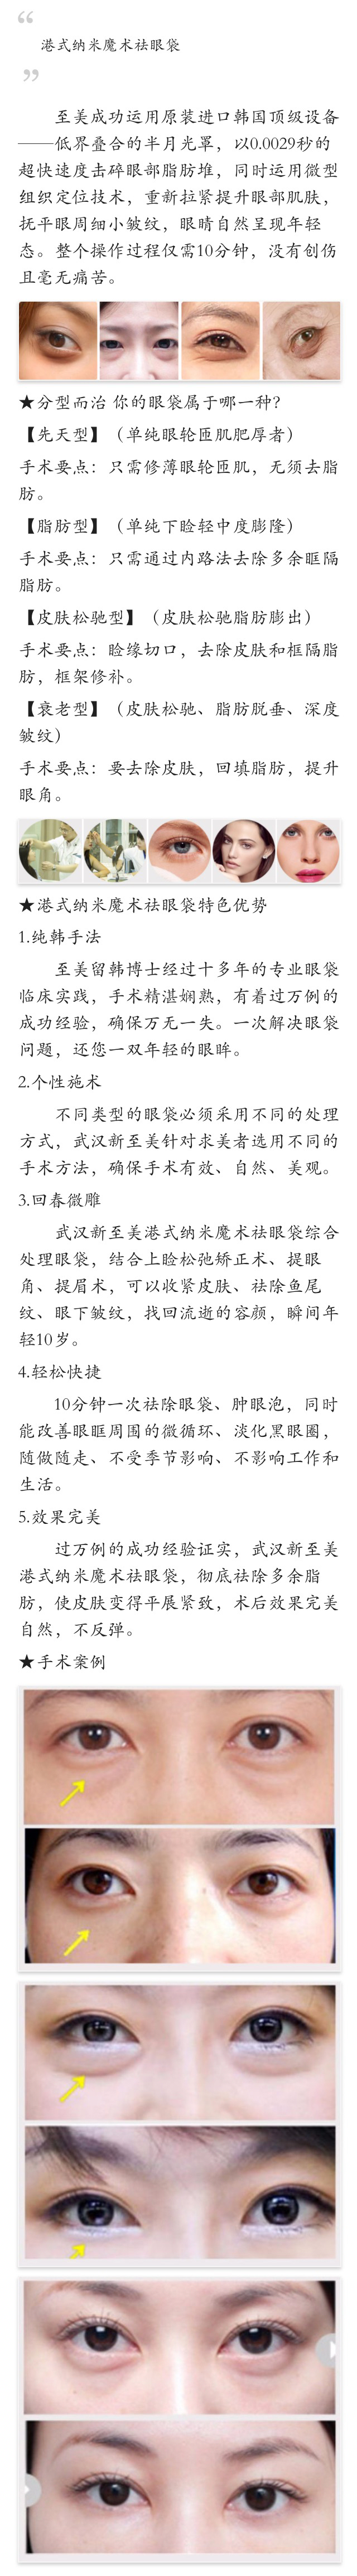 “
港式纳米魔术祛眼袋
”
至美成功运用原装进口韩国顶级设备
——低界叠合的半月光罩，以0.0029秒的
超快速度击碎眼部脂肪堆，同时运用微型
组织定位技术，重新拉紧提升眼部肌肤，
抚平眼周细小皱纹，眼睛自然呈现年轻
态。整个操作过程仅需10分钟，没有创伤
且毫无痛苦。
★分型而治 你的眼袋属于哪一种？
【先天型】（单纯眼轮匝肌肥厚者）
手术要点：只需修薄眼轮匝肌，无须去脂
肪。
【脂肪型】（单纯下睑轻中度膨隆）
手术要点：只需通过内路法去除多余眶隔
脂肪。
【皮肤松驰型】（皮肤松驰脂肪膨出）
手术要点：睑缘切口，去除皮肤和框隔脂
肪，框架修补。
【衰老型】（皮肤松驰、脂肪脱垂、深度
皱纹）
手术要点：要去除皮肤，回填脂肪，提升
眼角。
★港式纳米魔术祛眼袋特色优势
1.纯韩手法
至美留韩博士经过十多年的专业眼袋
临床实践，手术精湛娴熟，有着过万例的
成功经验，确保万无一失。一次解决眼袋
问题，还您一双年轻的眼眸。
2.个性施术
不同类型的眼袋必须采用不同的处理
方式，武汉新至美针对求美者选用不同的
手术方法，确保手术有效、自然、美观。
3.回春微雕
武汉新至美港式纳米魔术祛眼袋综合
处理眼袋，结合上睑松弛矫正术、提眼
角、提眉术，可以收紧皮肤、祛除鱼尾
纹、眼下皱纹，找回流逝的容颜，瞬间年
轻10岁。
4.轻松快捷
10分钟一次祛除眼袋、肿眼泡，同时
能改善眼眶周围的微循环、淡化黑眼圈，
随做随走、不受季节影响、不影响工作和
生活。
5.效果完美
过万例的成功经验证实，武汉新至美
港式纳米魔术祛眼袋，彻底祛除多余脂
肪，使皮肤变得平展紧致，术后效果完美
自然，不反弹。
★手术案例